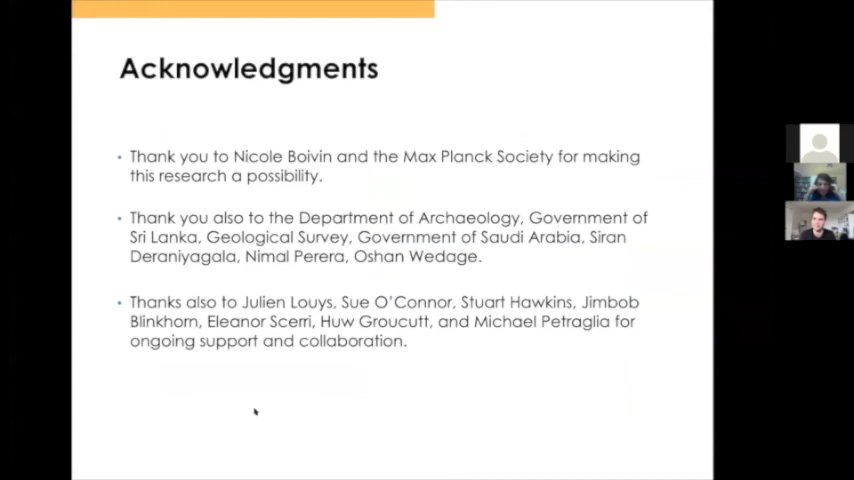 Acknowledgments
• Thank you to Nicole Boivin and the Max Planck Society for making
this research a possibility.
• Thank you also to the Department of Archaeology, Government of
Sri Lanka, Geological Survey, Government of Saudi Arabia, Siran
Deraniyagala, Nimal Perera, Oshan Wedage.
• Thanks also to Julien Louys, Sue O’Connor, Stuart Hawkins, Jimbob
Blinkhorn, Eleanor Scerri, Huw Groucutt, and Michael Petraglia for
ongoing support and collaboration.